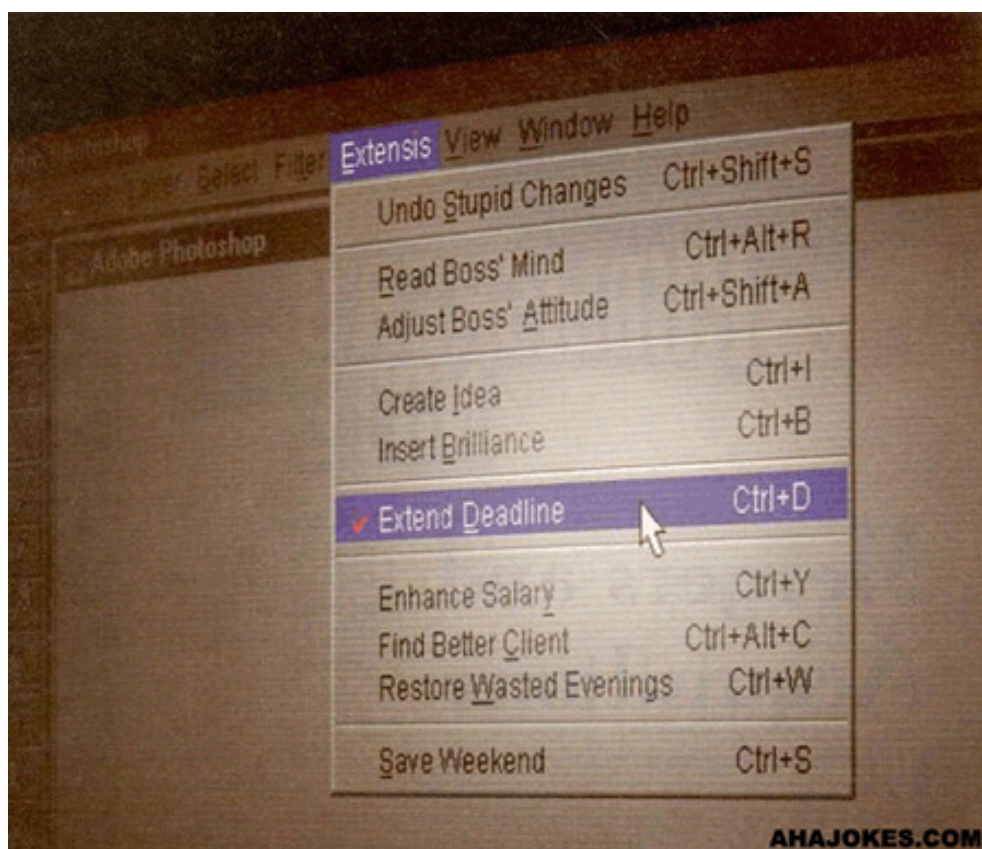 Layer Select Filter Extensis View Window Help
Adobe Photoshop
Undo Stupid Changes Ctrl+Shift+S
Read Boss' Mind Ctrl+Alt+R
Adjust Boss' Attitude Ctrl+Shift+A
Create Idea Ctrl+I
Insert Brilliance Ctrl+B
Extend Deadline Ctrl+D
Enhance Salary Ctrl+Y
Find Better Client Ctrl+Alt+C
Restore Wasted Evenings Ctrl+W
Save Weekend Ctrl+S
AHAJOKES.COM